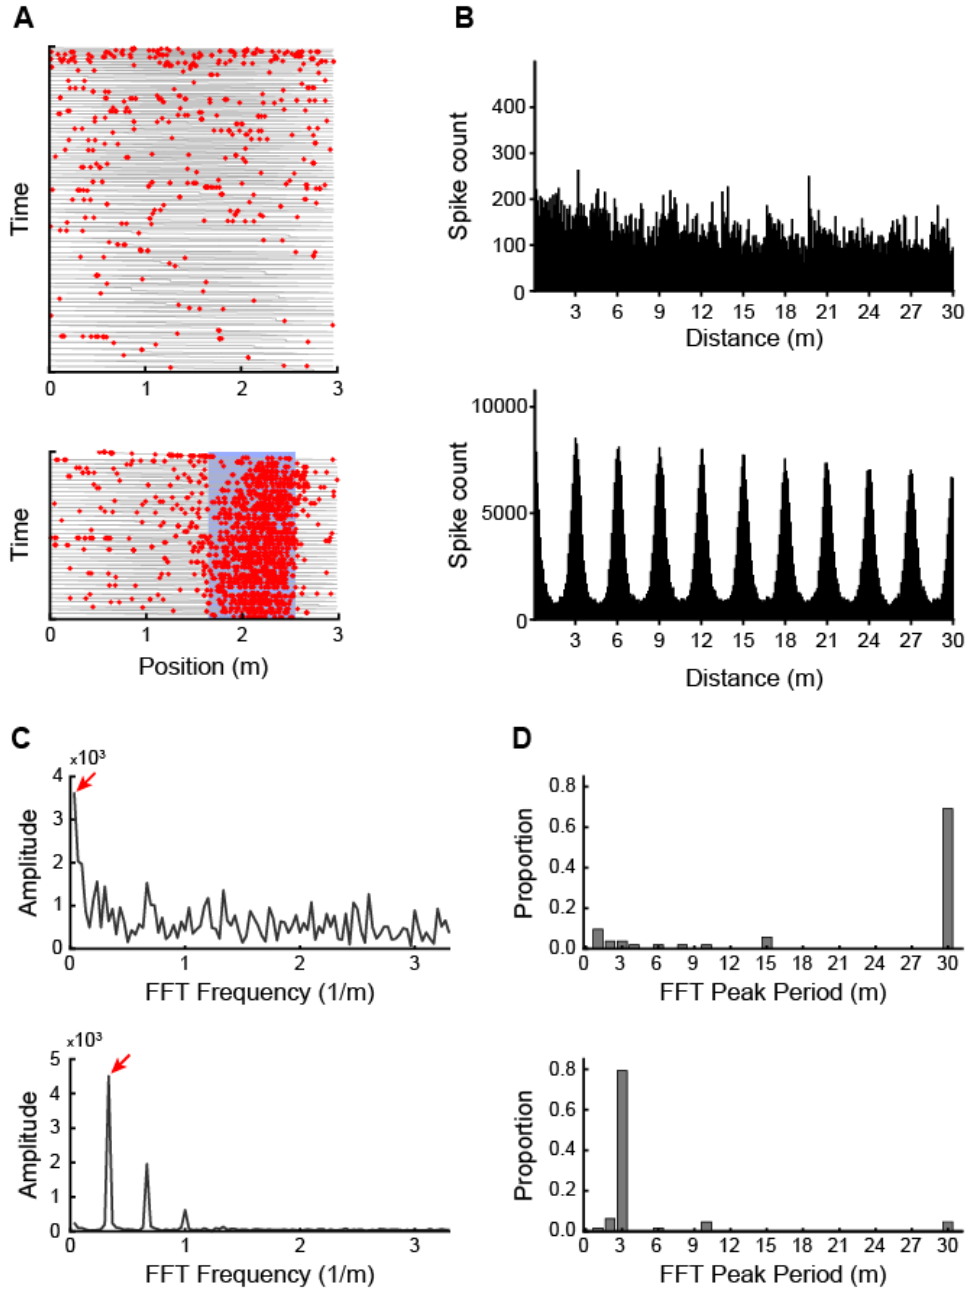 A
Time
0 1 2 3
Time
0 1 2 3
Position (m)
B
Spike count
400
300
200
100
0
3 6 9 12 15 18 21 24 27 30
Distance (m)
Spike count
10000
5000
0
3 6 9 12 15 18 21 24 27 30
Distance (m)
C
×10³
Amplitude
4
3
2
1
0
0 1 2 3
FFT Frequency (1/m)
×10³
Amplitude
5
4
3
2
1
0
0 1 2 3
FFT Frequency (1/m)
D
Proportion
0.8
0.6
0.4
0.2
0.0
0 3 6 9 12 15 18 21 24 27 30
FFT Peak Period (m)
Proportion
0.8
0.6
0.4
0.2
0.0
0 3 6 9 12 15 18 21 24 27 30
FFT Peak Period (m)